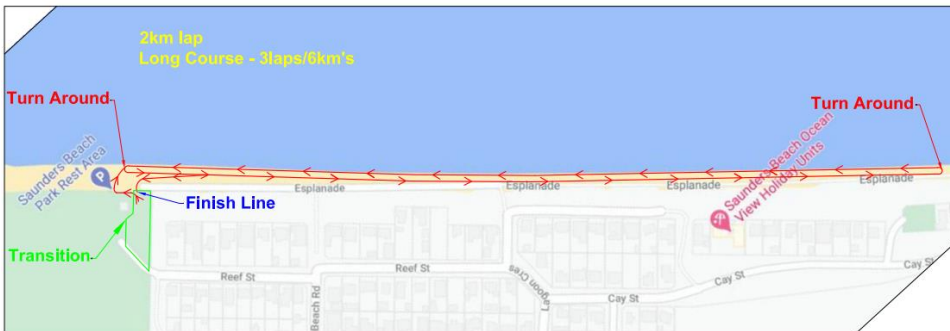 2km lap
Long Course - 3laps/6km's
Turn Around
Turn Around
Saunders Beach
Park Rest Area
P
Esplanade
Esplanade
Esplanade
Esplanade
Finish Line
Saunders Beach Ocean
View Holiday Units
Transition
Reef St
Reef St
Beach Rd
Lagoon Cres
Cay St
Cay St
Cay St